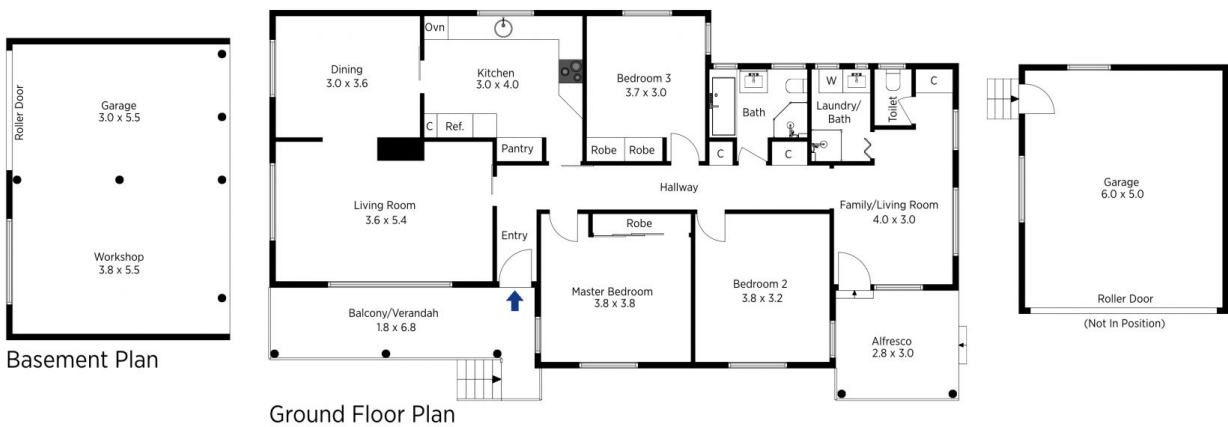 Roller Door
Garage
3.0 x 5.5
Workshop
3.8 x 5.5
Basement Plan
Dining
3.0 x 3.6
Ovn
Kitchen
3.0 x 4.0
C
Ref.
Pantry
Bedroom 3
3.7 x 3.0
Robe
Robe
Bath
C
C
W
Laundry/
Bath
Toilet
C
Hallway
Living Room
3.6 x 5.4
Entry
Robe
Master Bedroom
3.8 x 3.8
Bedroom 2
3.8 x 3.2
Family/Living Room
4.0 x 3.0
Balcony/Verandah
1.8 x 6.8
Alfresco
2.8 x 3.0
Ground Floor Plan
Garage
6.0 x 5.0
Roller Door
(Not In Position)